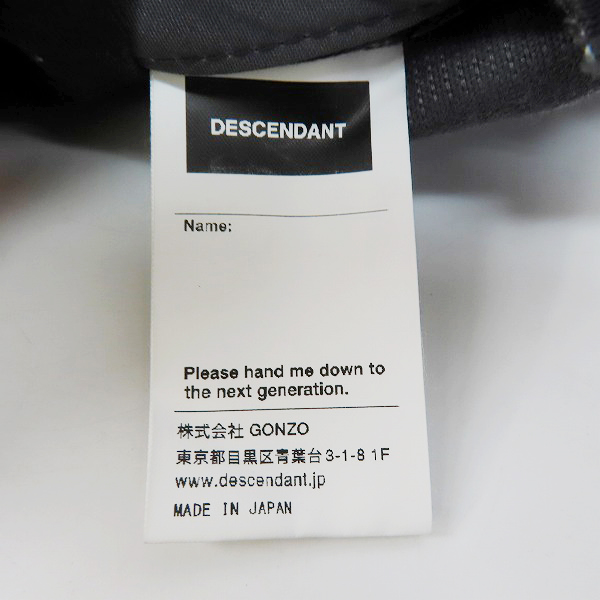 DESCENDANT
Name:
Please hand me down to
the next generation.
株式会社 GONZO
東京都目黒区青葉台3-1-8 1F
www.descendant.jp
MADE IN JAPAN